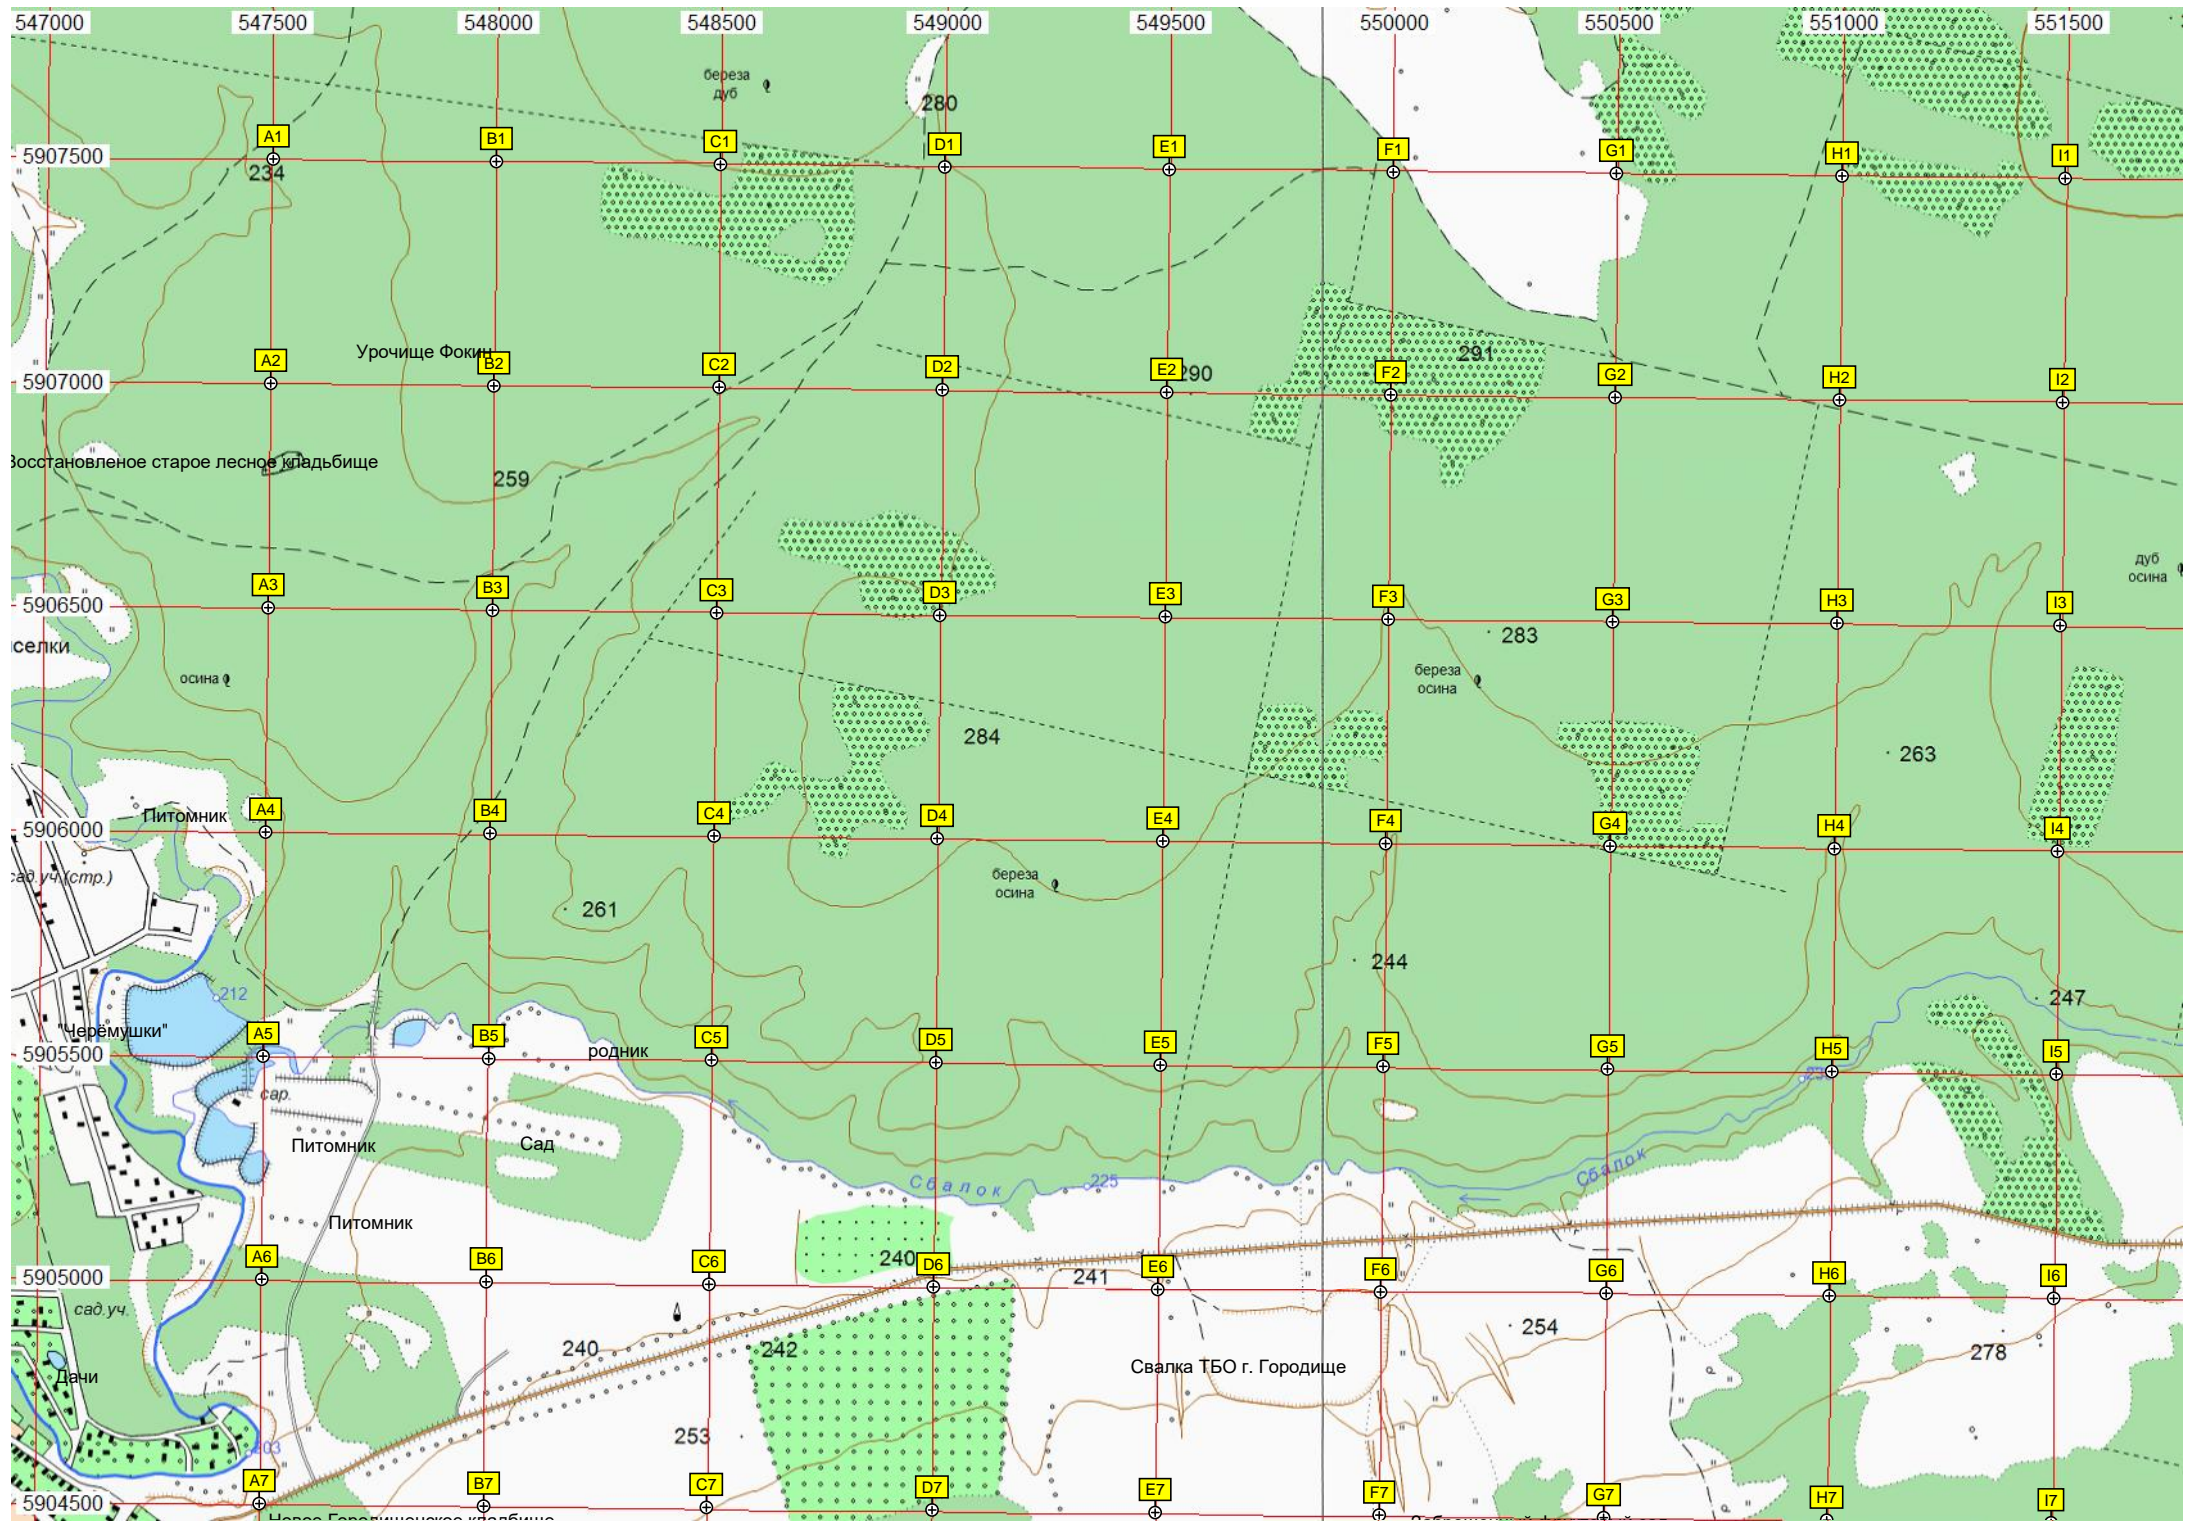 547000 547500 548000 548500 549000 549500 550000 550500 551000 551500
береза
дуб
280
A1 B1 C1 D1 E1 F1 G1 H1 I1
5907500
234
Урочище Фокин
291
A2 B2 C2 D2 E2 F2 G2 H2 I2
290
5907000
Восстановленое старое лесное кладьбище
259
дуб
осина
A3 B3 C3 D3 E3 F3 G3 H3 I3
5906500
283
селки
осина
береза
осина
284
263
A4 B4 C4 D4 E4 F4 G4 H4 I4
Питомник
5906000
сад.уч.(стр.)
береза
осина
261
244
212
247
"Черёмушки"
A5 B5 C5 D5 E5 F5 G5 H5 I5
5905500
родник
сар.
Питомник
Сад
Сбалок
225
Сбалок
Питомник
240
A6 B6 C6 D6 E6 F6 G6 H6 I6
5905000
241
сад.уч.
240
242
254
278
Дачи
Свалка ТБО г. Городище
253
203
A7 B7 C7 D7 E7 F7 G7 H7 I7
5904500
Новое Городищенское кладбище